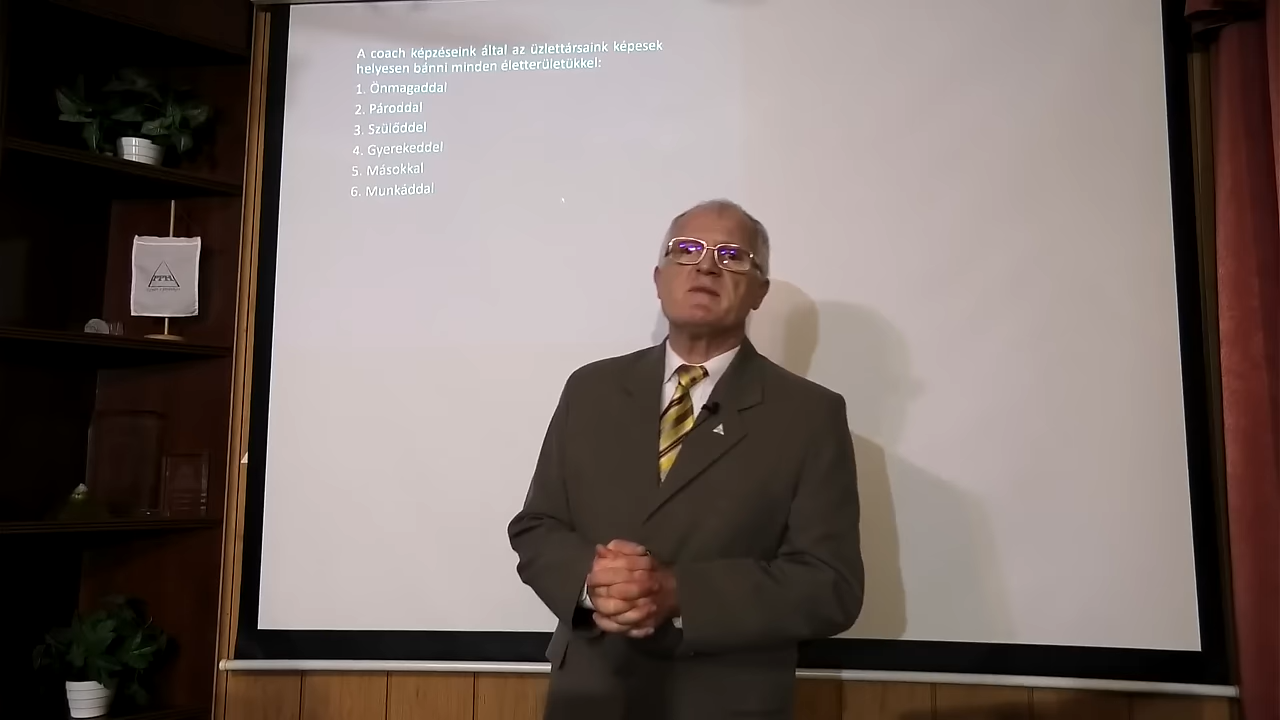 A coach képzéseink által az üzlettársaink képesek
helyesen bánni minden életterületükkel:
1. Önmagaddal
2. Pároddal
3. Szülőddel
4. Gyerekeddel
5. Másokkal
6. Munkáddal